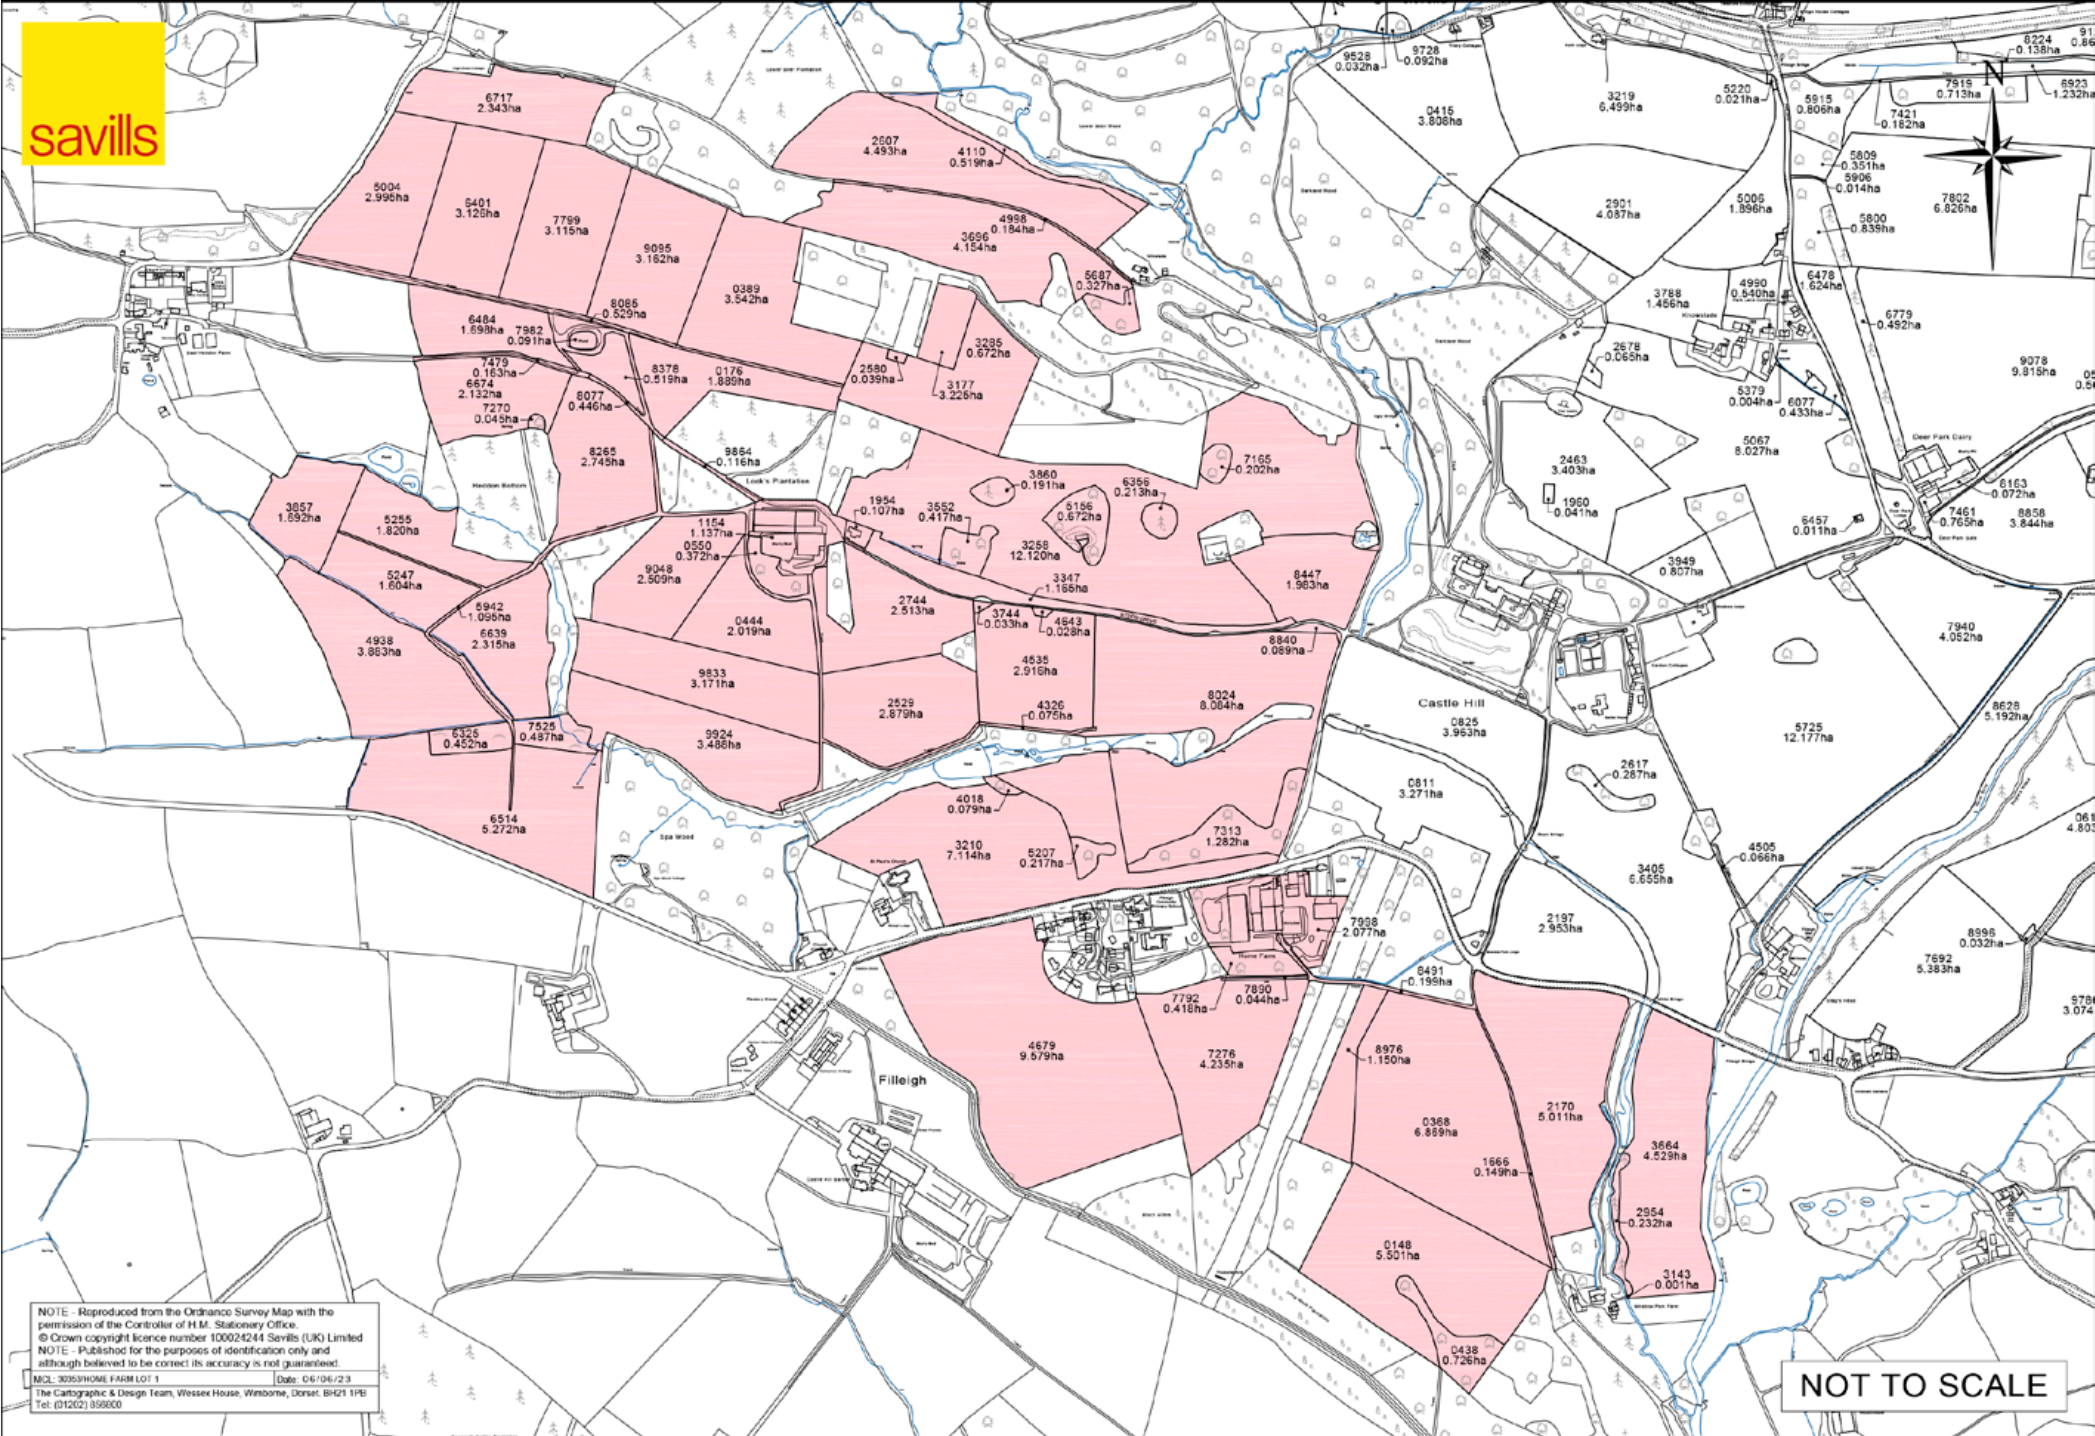 savills
6717
2.343ha
5004
2.995ha
6401
3.126ha
7799
3.115ha
9095
3.162ha
0389
3.542ha
8085
0.529ha
6484
1.698ha
7982
0.091ha
7479
0.163ha
6674
2.132ha
7270
0.045ha
8077
0.446ha
8378
0.519ha
0176
1.889ha
8265
2.745ha
9864
0.116ha
Look's Plantation
Heddon Bottom
2607
4.493ha
4110
0.519ha
4998
0.184ha
3696
4.154ha
5687
0.327ha
3285
0.672ha
2580
0.039ha
3177
3.225ha
7165
0.202ha
3860
0.191ha
6356
0.213ha
1954
0.107ha
3552
0.417ha
5156
0.672ha
3258
12.120ha
8447
1.983ha
3347
1.165ha
3857
1.692ha
5255
1.820ha
5247
1.604ha
5942
1.095ha
6639
2.315ha
4938
3.883ha
1154
1.137ha
0550
0.372ha
9048
2.509ha
0444
2.019ha
2744
2.513ha
3744
0.033ha
4643
0.028ha
8840
0.089ha
4535
2.916ha
9833
3.171ha
2529
2.879ha
4326
0.075ha
8024
8.084ha
9924
3.488ha
6325
0.452ha
7525
0.487ha
6514
5.272ha
Spa Wood
4018
0.079ha
3210
7.114ha
5207
0.217ha
7313
1.282ha
7998
2.077ha
Home Farm
8491
0.199ha
7792
0.418ha
7890
0.044ha
4679
9.579ha
7276
4.235ha
8976
1.150ha
0368
6.869ha
1666
0.149ha
2170
5.011ha
3664
4.529ha
2954
0.232ha
3143
0.001ha
0148
5.501ha
0438
0.726ha
Filleigh
Castle Hill
0825
3.963ha
0811
3.271ha
2617
0.287ha
3405
6.655ha
2197
2.953ha
4505
0.066ha
5725
12.177ha
8628
5.192ha
7940
4.052ha
7692
5.383ha
8996
0.032ha
9528
0.032ha
9728
0.092ha
0415
3.808ha
3219
6.499ha
5220
0.021ha
5915
0.806ha
7421
0.182ha
7919
0.713ha
8224
0.138ha
6923
1.232ha
N
5809
0.351ha
5906
0.014ha
5800
0.839ha
7802
6.826ha
2901
4.087ha
5006
1.896ha
3788
1.456ha
4990
0.540ha
6478
1.624ha
6779
0.492ha
9078
9.815ha
Knowslade
2678
0.065ha
5379
0.004ha
6077
0.433ha
2463
3.403ha
1960
0.041ha
5067
8.027ha
Deer Park Dairy
8163
0.072ha
7461
0.765ha
8858
3.844ha
6457
0.011ha
3949
0.807ha
NOTE - Reproduced from the Ordnance Survey Map with the
permission of the Controller of H.M. Stationery Office.
© Crown copyright licence number 100024244 Savills (UK) Limited
NOTE - Published for the purposes of identification only and
although believed to be correct its accuracy is not guaranteed.
MCL: 30353/HOME FARM LOT 1 Date: 06/06/23
The Cartographic & Design Team, Wessex House, Wimborne, Dorset. BH21 1PB
Tel: (01202) 856800
NOT TO SCALE